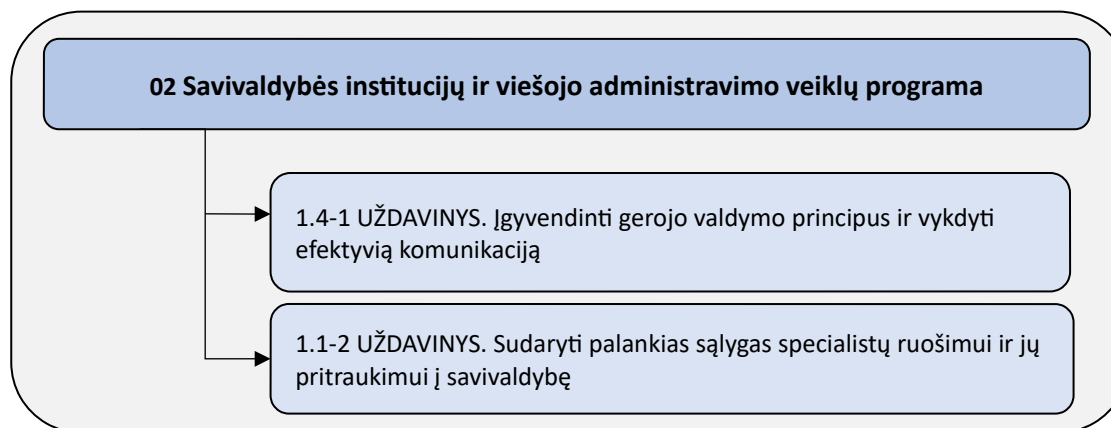 02 Savivaldybės institucijų ir viešojo administravimo veiklų programa
1.4-1 UŽDAVINYS. Įgyvendinti gerojo valdymo principus ir vykdyti
efektyvią komunikaciją
1.1-2 UŽDAVINYS. Sudaryti palankias sąlygas specialistų ruošimui ir jų
pritraukimui į savivaldybę